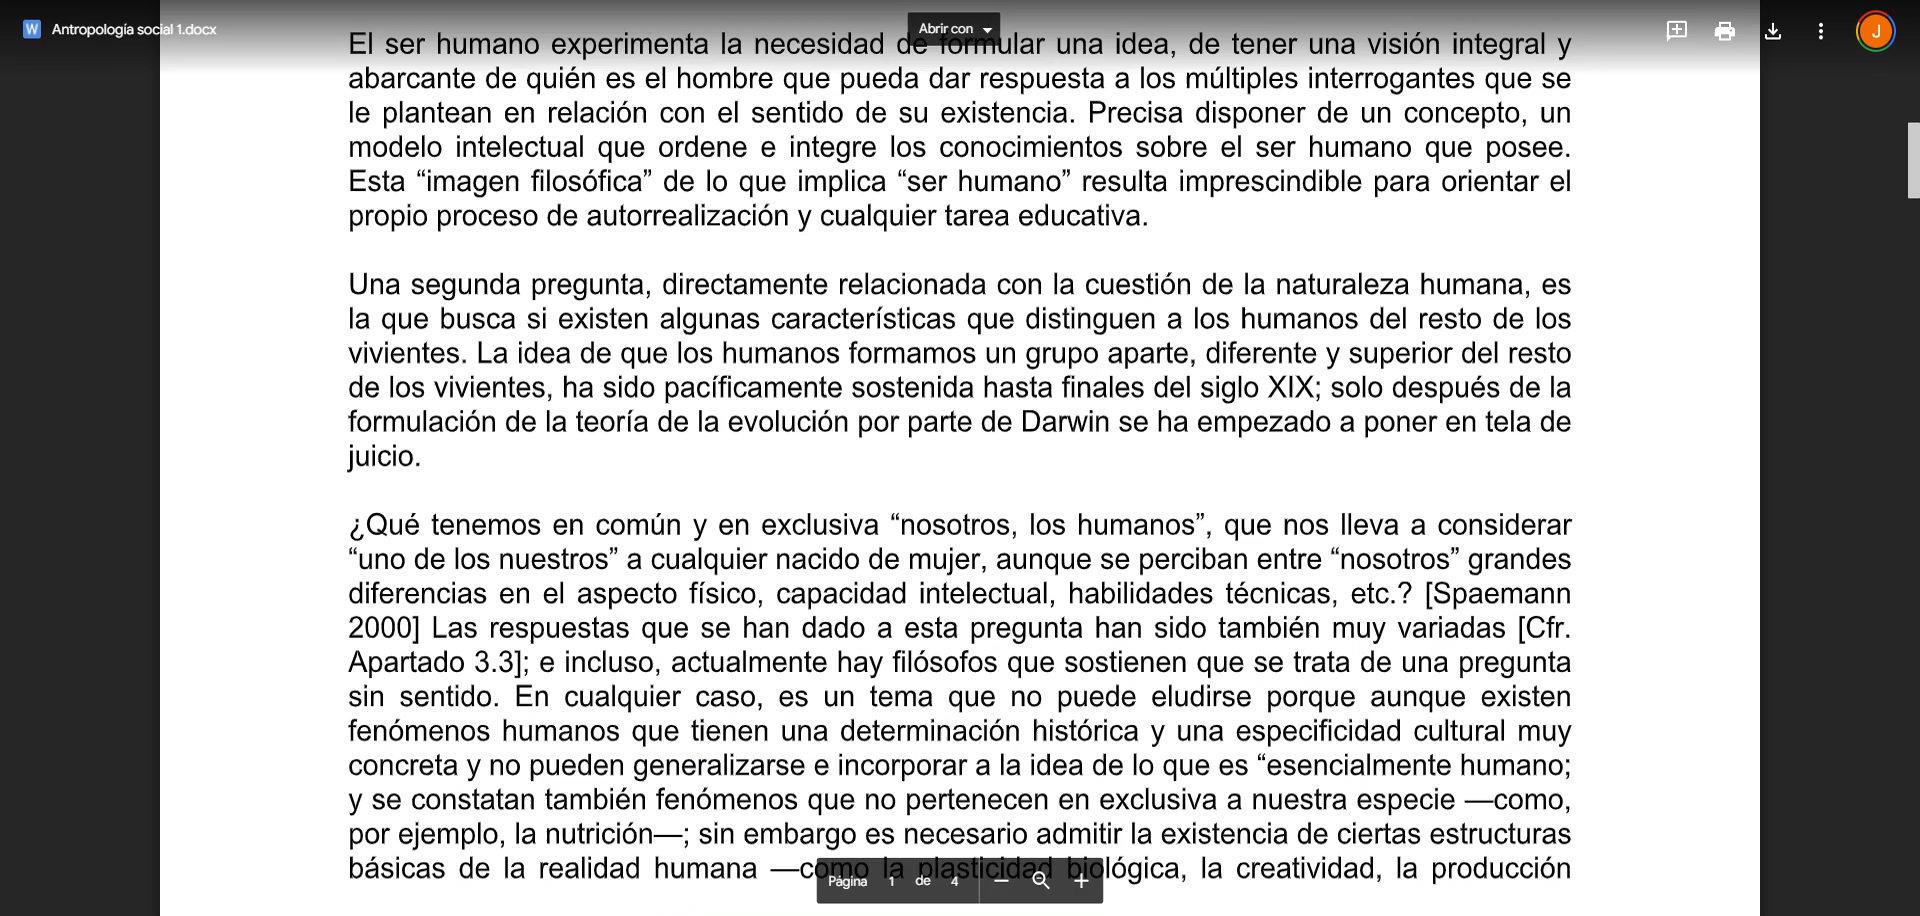 W Antropología social 1.docx
Abrir con
J
El ser humano experimenta la necesidad de formular una idea, de tener una visión integral y
abarcante de quién es el hombre que pueda dar respuesta a los múltiples interrogantes que se
le plantean en relación con el sentido de su existencia. Precisa disponer de un concepto, un
modelo intelectual que ordene e integre los conocimientos sobre el ser humano que posee.
Esta “imagen filosófica” de lo que implica “ser humano” resulta imprescindible para orientar el
propio proceso de autorrealización y cualquier tarea educativa.
Una segunda pregunta, directamente relacionada con la cuestión de la naturaleza humana, es
la que busca si existen algunas características que distinguen a los humanos del resto de los
vivientes. La idea de que los humanos formamos un grupo aparte, diferente y superior del resto
de los vivientes, ha sido pacíficamente sostenida hasta finales del siglo XIX; solo después de la
formulación de la teoría de la evolución por parte de Darwin se ha empezado a poner en tela de
juicio.
¿Qué tenemos en común y en exclusiva “nosotros, los humanos”, que nos lleva a considerar
“uno de los nuestros” a cualquier nacido de mujer, aunque se perciban entre “nosotros” grandes
diferencias en el aspecto físico, capacidad intelectual, habilidades técnicas, etc.? [Spaemann
2000] Las respuestas que se han dado a esta pregunta han sido también muy variadas [Cfr.
Apartado 3.3]; e incluso, actualmente hay filósofos que sostienen que se trata de una pregunta
sin sentido. En cualquier caso, es un tema que no puede eludirse porque aunque existen
fenómenos humanos que tienen una determinación histórica y una especificidad cultural muy
concreta y no pueden generalizarse e incorporar a la idea de lo que es “esencialmente humano;
y se constatan también fenómenos que no pertenecen en exclusiva a nuestra especie —como,
por ejemplo, la nutrición—; sin embargo es necesario admitir la existencia de ciertas estructuras
básicas de la realidad humana —como la plasticidad biológica, la creatividad, la producción
Página 1 de 4